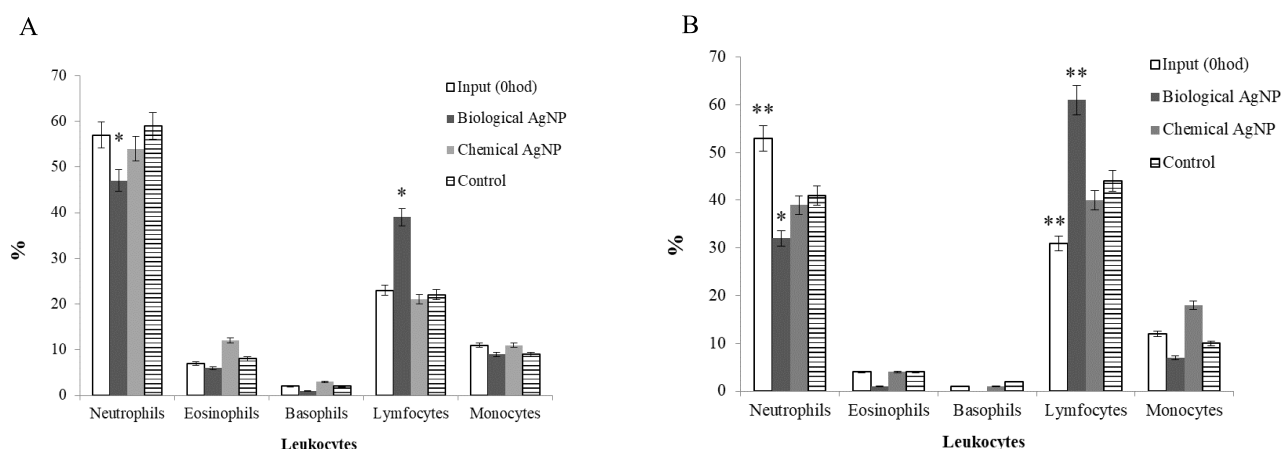 A
70
60
50
40
30
20
10
0
%
*
*
Input (0hod)
Biological AgNP
Chemical AgNP
Control
Neutrophils
Eosinophils
Basophils
Lymfocytes
Monocytes
Leukocytes
B
70
60
50
40
30
20
10
0
%
**
*
**
**
Input (0hod)
Biological AgNP
Chemical AgNP
Control
Neutrophils
Eosinophils
Basophils
Lymfocytes
Monocytes
Leukocytes